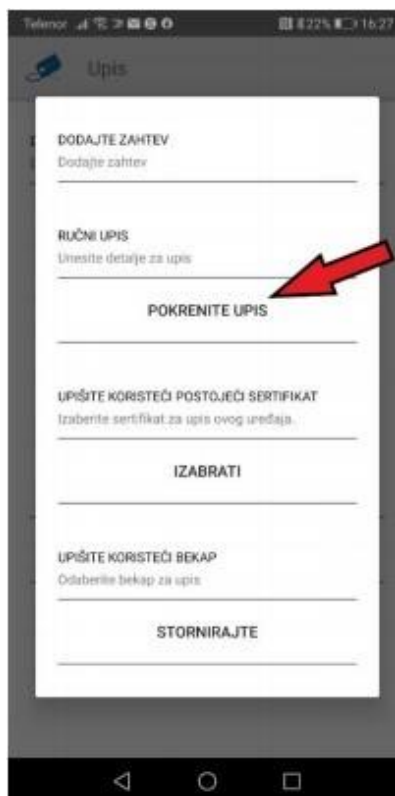 Telenor 22% 16:27
Upis
DODAJTE ZAHTEV
Dodajte zahtev
RUČNI UPIS
Unesite detalje za upis
POKRENITE UPIS
UPIŠITE KORISTEĆI POSTOJEĆI SERTIFIKAT
Izaberite sertifikat za upis ovog uređaja.
IZABRATI
UPIŠITE KORISTEĆI BEKAP
Odaberite bekap za upis
STORNIRAJTE